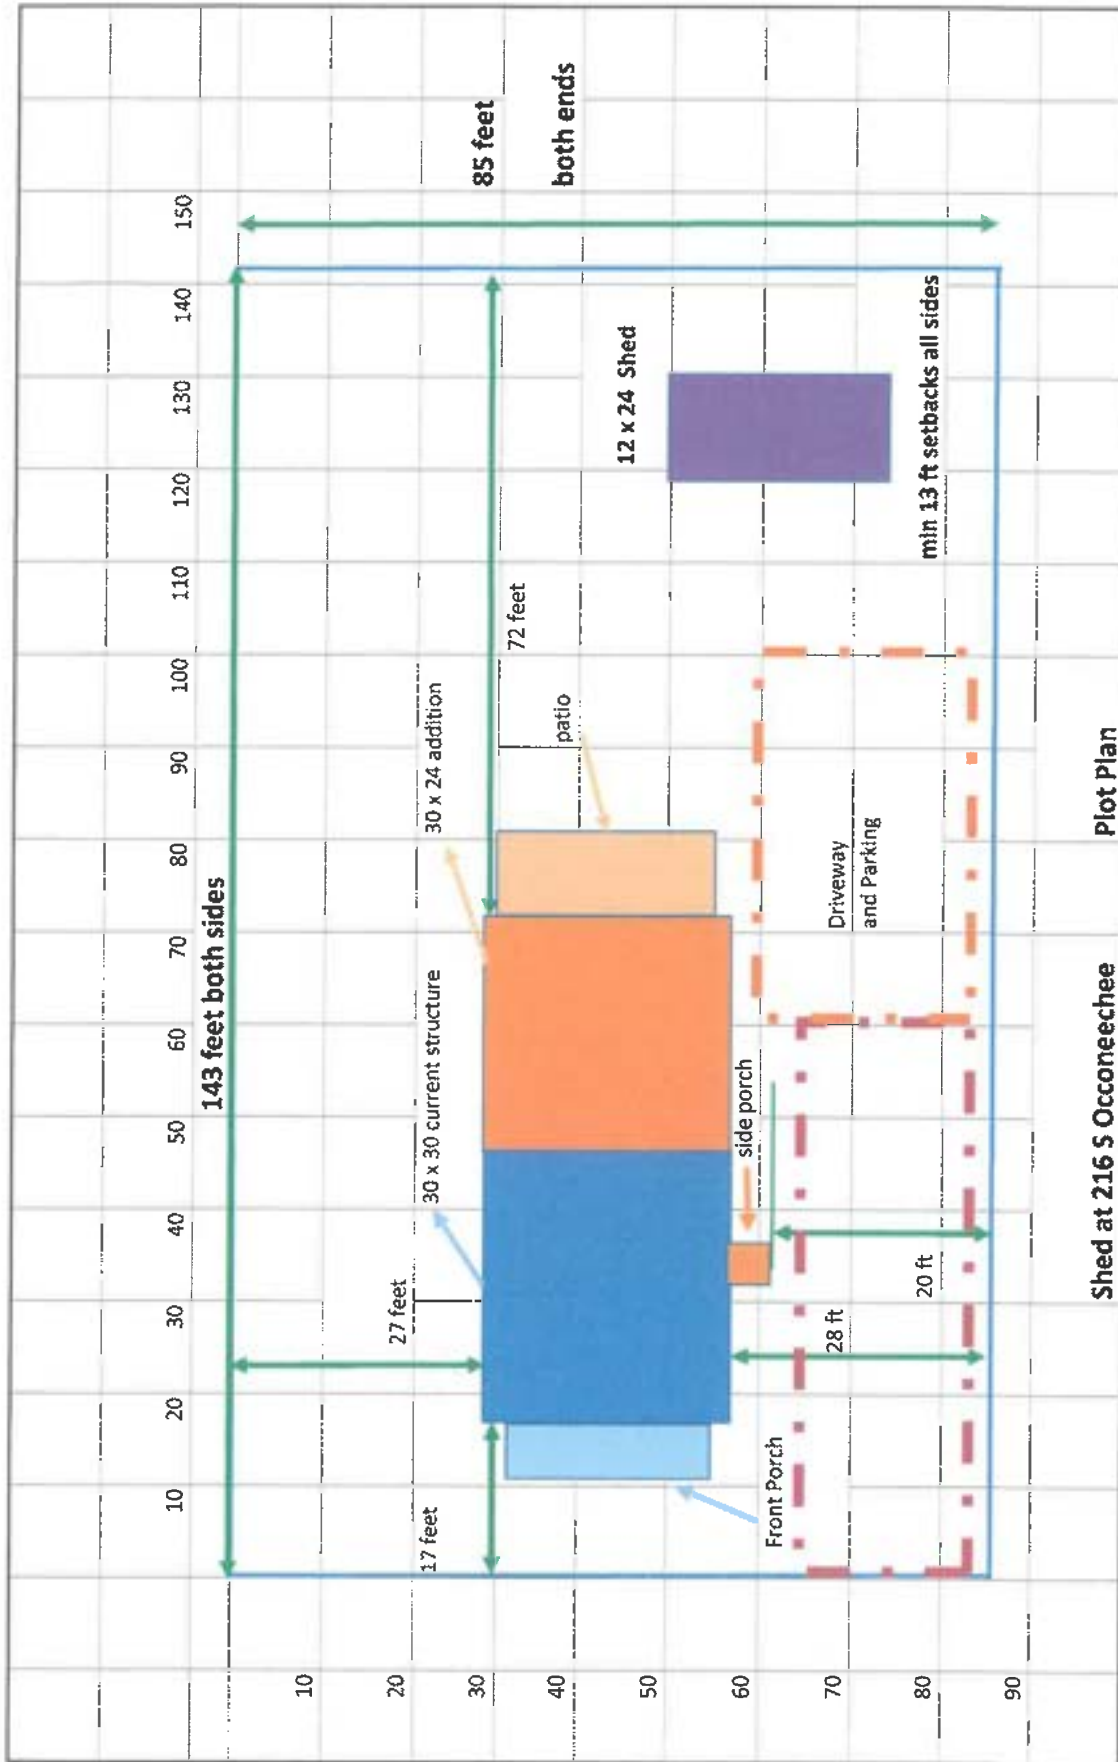 10
20
30
40
50
60
70
80
90
100
110
120
130
140
150
143 feet both sides
85 feet
both ends
10
20
30
40
50
60
70
80
90
17 feet
27 feet
30 x 30 current structure
30 x 24 addition
72 feet
patio
12 x 24 Shed
side porch
Front Porch
28 ft
20 ft
Driveway
and Parking
min 13 ft setbacks all sides
Shed at 216 S Occoneechee
Plot Plan